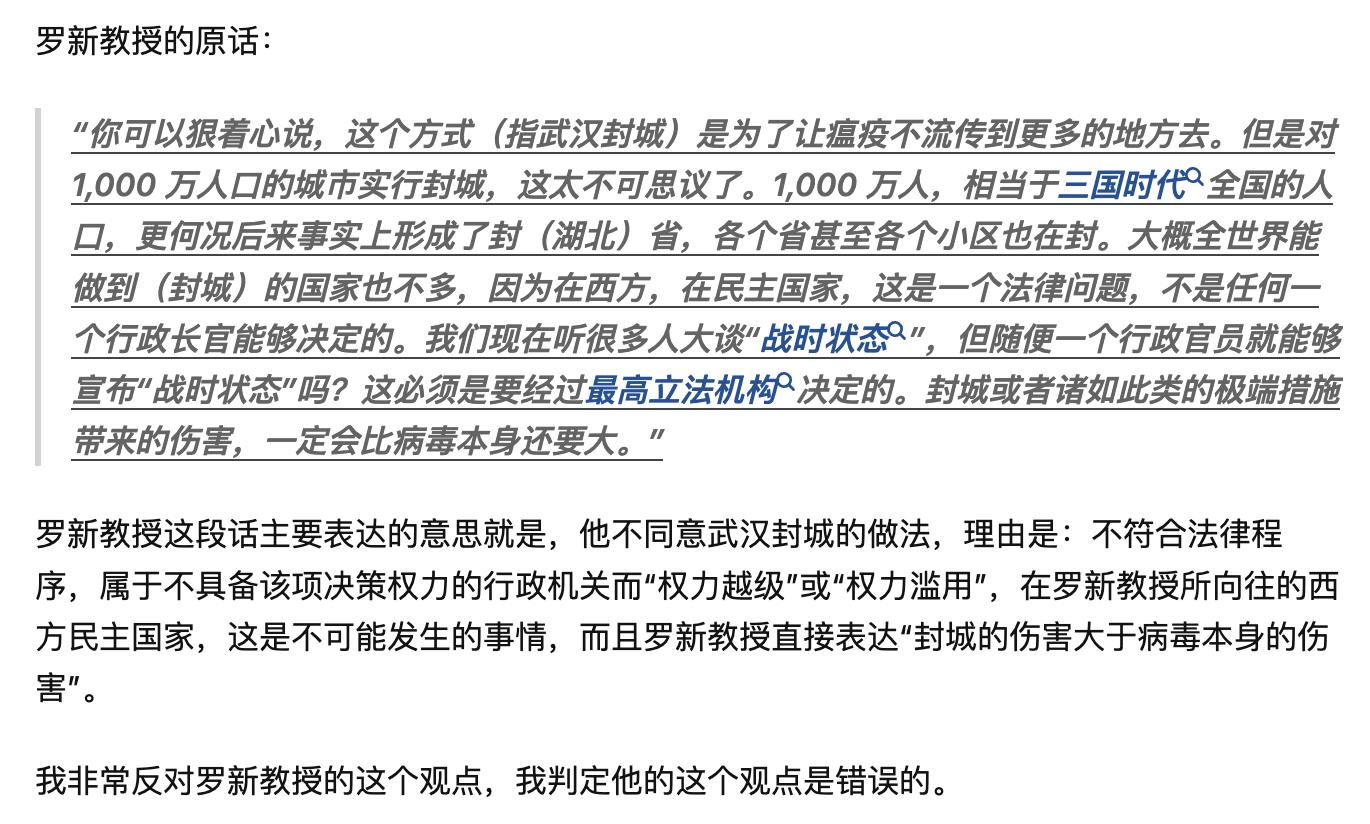 罗新教授的原话：
“你可以狠着心说，这个方式（指武汉封城）是为了让瘟疫不流传到更多的地方去。但是对
1,000 万人口的城市实行封城，这太不可思议了。1,000 万人，相当于三国时代全国的人
口，更何况后来事实上形成了封（湖北）省，各个省甚至各个小区也在封。大概全世界能
做到（封城）的国家也不多，因为在西方，在民主国家，这是一个法律问题，不是任何一
个行政长官能够决定的。我们现在听很多人大谈“战时状态”，但随便一个行政官员就能够
宣布“战时状态”吗？这必须是要经过最高立法机构决定的。封城或者诸如此类的极端措施
带来的伤害，一定会比病毒本身还要大。”
罗新教授这段话主要表达的意思就是，他不同意武汉封城的做法，理由是：不符合法律程
序，属于不具备该项决策权力的行政机关而“权力越级”或“权力滥用”，在罗新教授所向往的西
方民主国家，这是不可能发生的事情，而且罗新教授直接表达“封城的伤害大于病毒本身的伤
害”。
我非常反对罗新教授的这个观点，我判定他的这个观点是错误的。